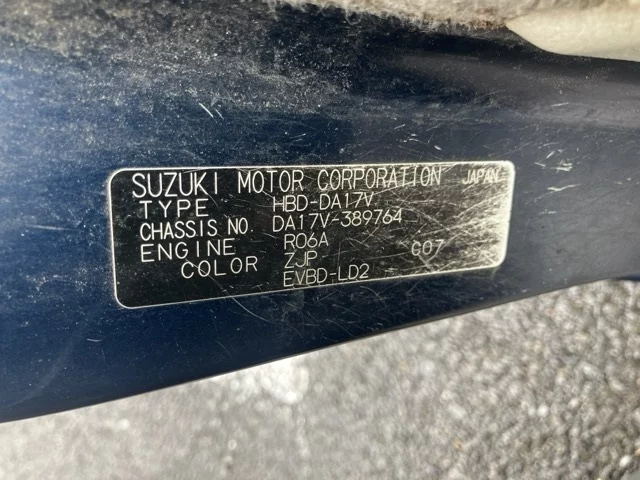 SUZUKI MOTOR CORPORATION JAPAN
TYPE HBD-DA17V
CHASSIS NO. DA17V-389764
ENGINE R06A
COLOR ZJP C07
EVBD-LD2